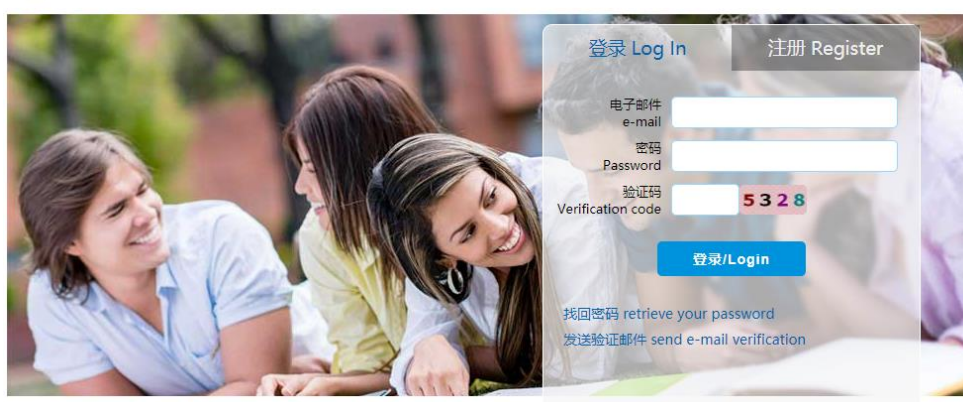 登录 Log In
注册 Register
电子邮件
e-mail
密码
Password
验证码
Verification code
5328
登录/Login
找回密码 retrieve your password
发送验证邮件 send e-mail verification